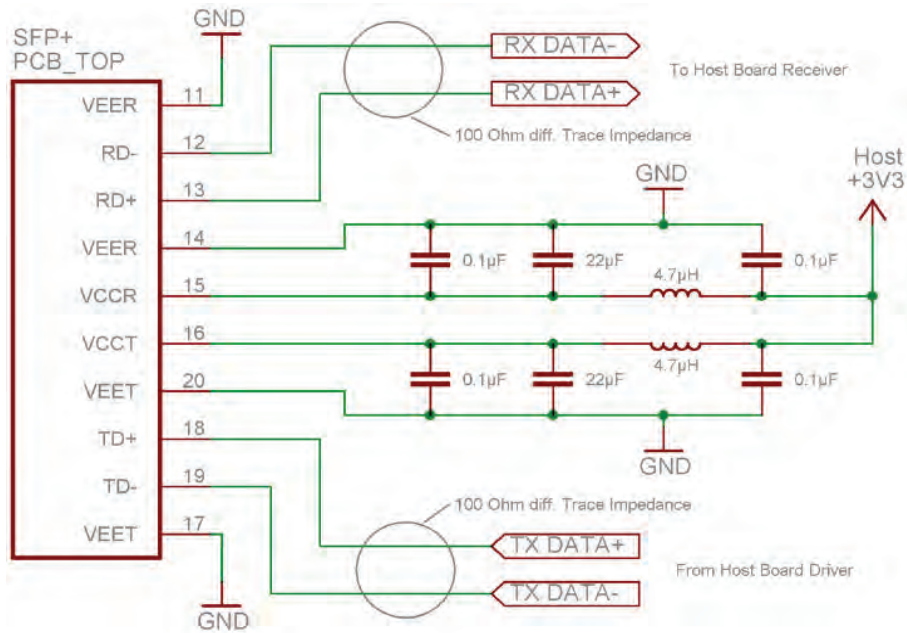 GND
SFP+
PCB_TOP
VEER 11
RD- 12
RD+ 13
VEER 14
VCCR 15
VCCT 16
VEET 20
TD+ 18
TD- 19
VEET 17
GND
RX DATA-
RX DATA+
To Host Board Receiver
100 Ohm diff. Trace Impedance
Host
+3V3
GND
0.1µF
22µF
4.7µH
0.1µF
0.1µF
22µF
4.7µH
0.1µF
GND
100 Ohm diff. Trace Impedance
TX DATA+
TX DATA-
From Host Board Driver